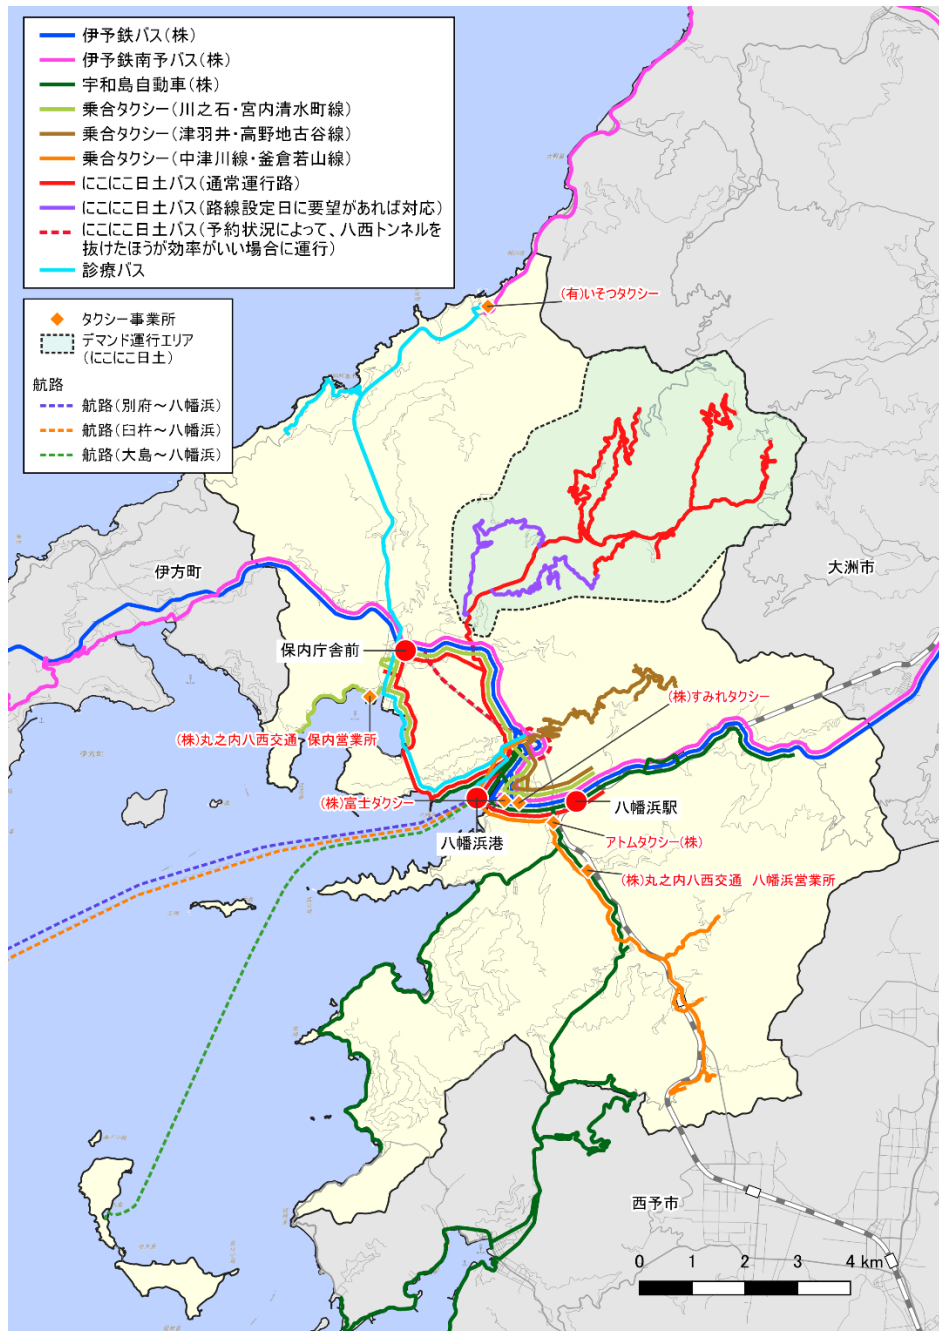 伊予鉄バス(株)
伊予鉄南予バス(株)
宇和島自動車(株)
乗合タクシー(川之石・宮内清水町線)
乗合タクシー(津羽井・高野地古谷線)
乗合タクシー(中津川線・釜倉若山線)
にこにこ日土バス(通常運行路)
にこにこ日土バス(路線設定日に要望があれば対応)
にこにこ日土バス(予約状況によって、八西トンネルを
抜けたほうが効率がいい場合に運行)
診療バス
タクシー事業所
デマンド運行エリア
(にこにこ日土)
航路
航路(別府～八幡浜)
航路(臼杵～八幡浜)
航路(大島～八幡浜)
(有)いそつタクシー
伊方町
大洲市
保内庁舎前
(株)すみれタクシー
(株)丸之内八西交通 保内営業所
(株)富士タクシー
八幡浜駅
八幡浜港
アトムタクシー(株)
(株)丸之内八西交通 八幡浜営業所
西予市
0 1 2 3 4 km